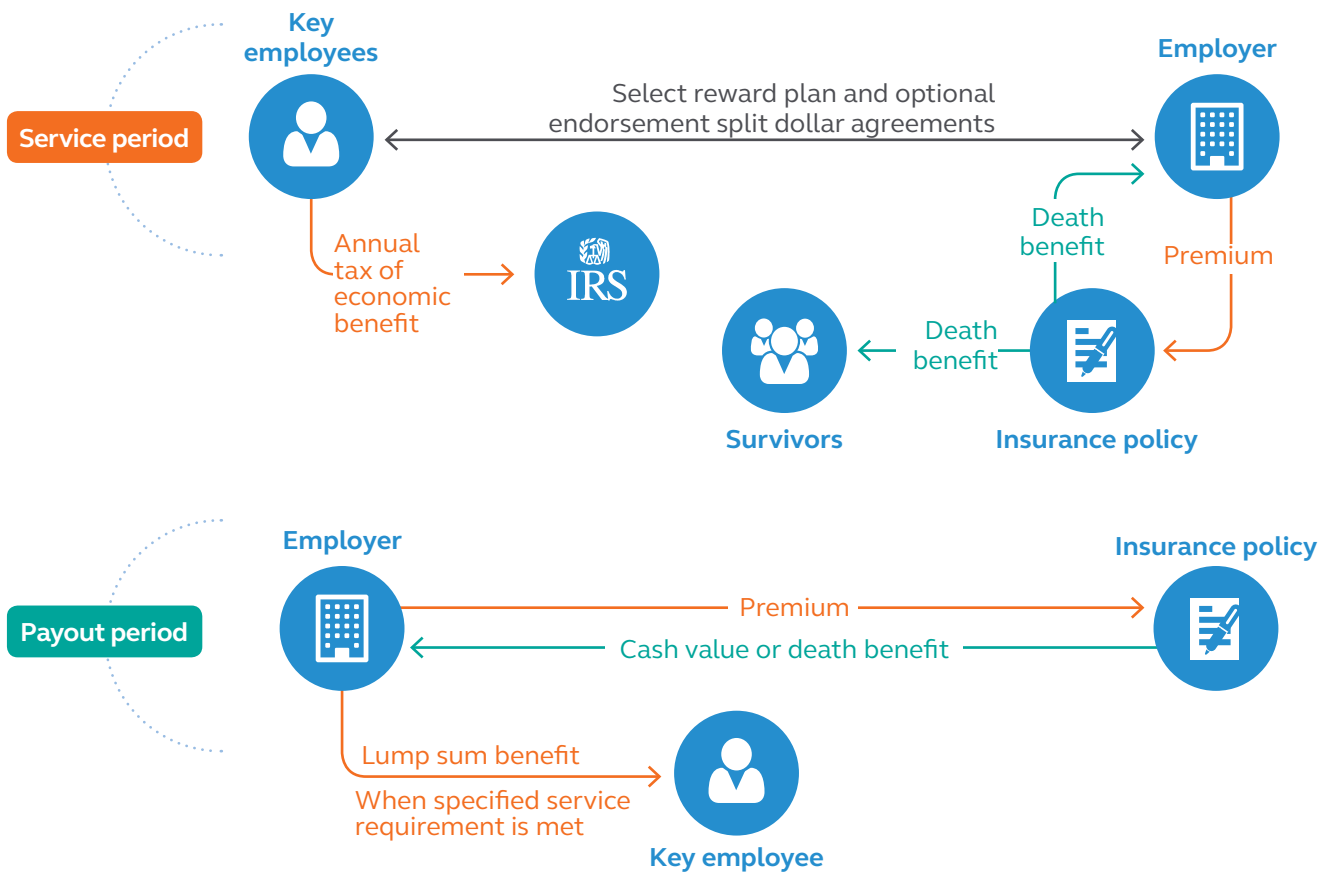 Key
employees
Employer
Service period
Select reward plan and optional
endorsement split dollar agreements
Annual
tax of
economic
benefit
IRS
Death
benefit
Premium
Death
benefit
Survivors
Insurance policy
Payout period
Employer
Insurance policy
Premium
Cash value or death benefit
Lump sum benefit
When specified service
requirement is met
Key employee